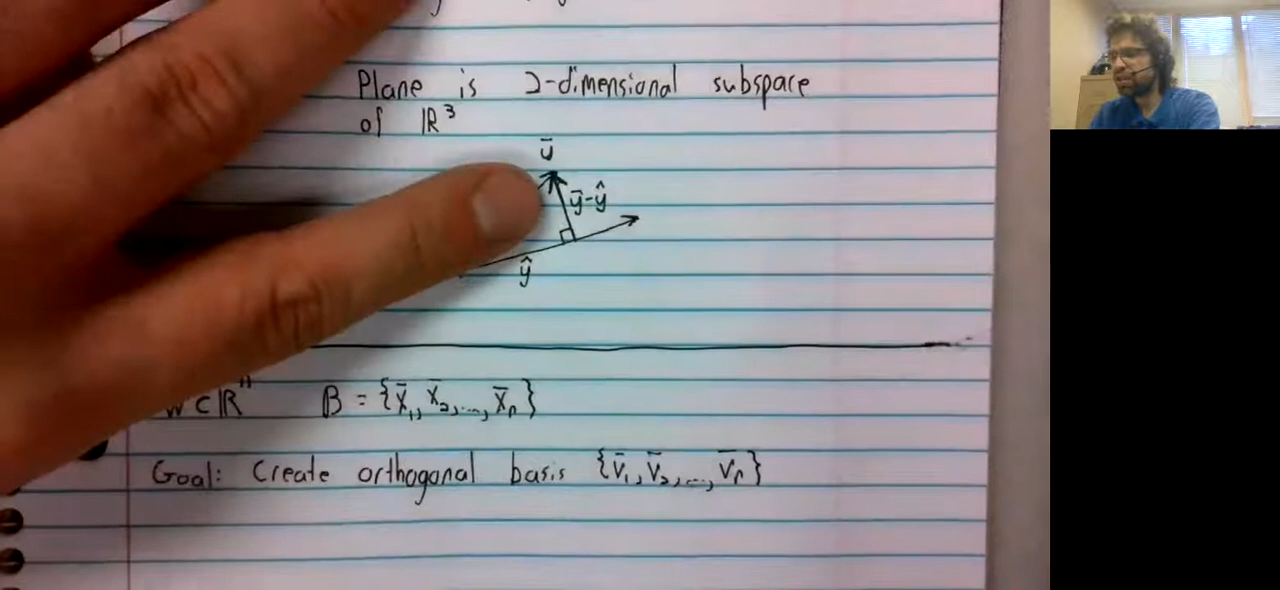 Plane is 2-dimensional subspace
of ℝ³
ū
ȳ-ŷ
ŷ
W⊂ℝⁿ B = {x̄₁, x̄₂,..., x̄ₚ}
Goal: Create orthogonal basis {v̄₁, v̄₂,..., v̄ₚ}